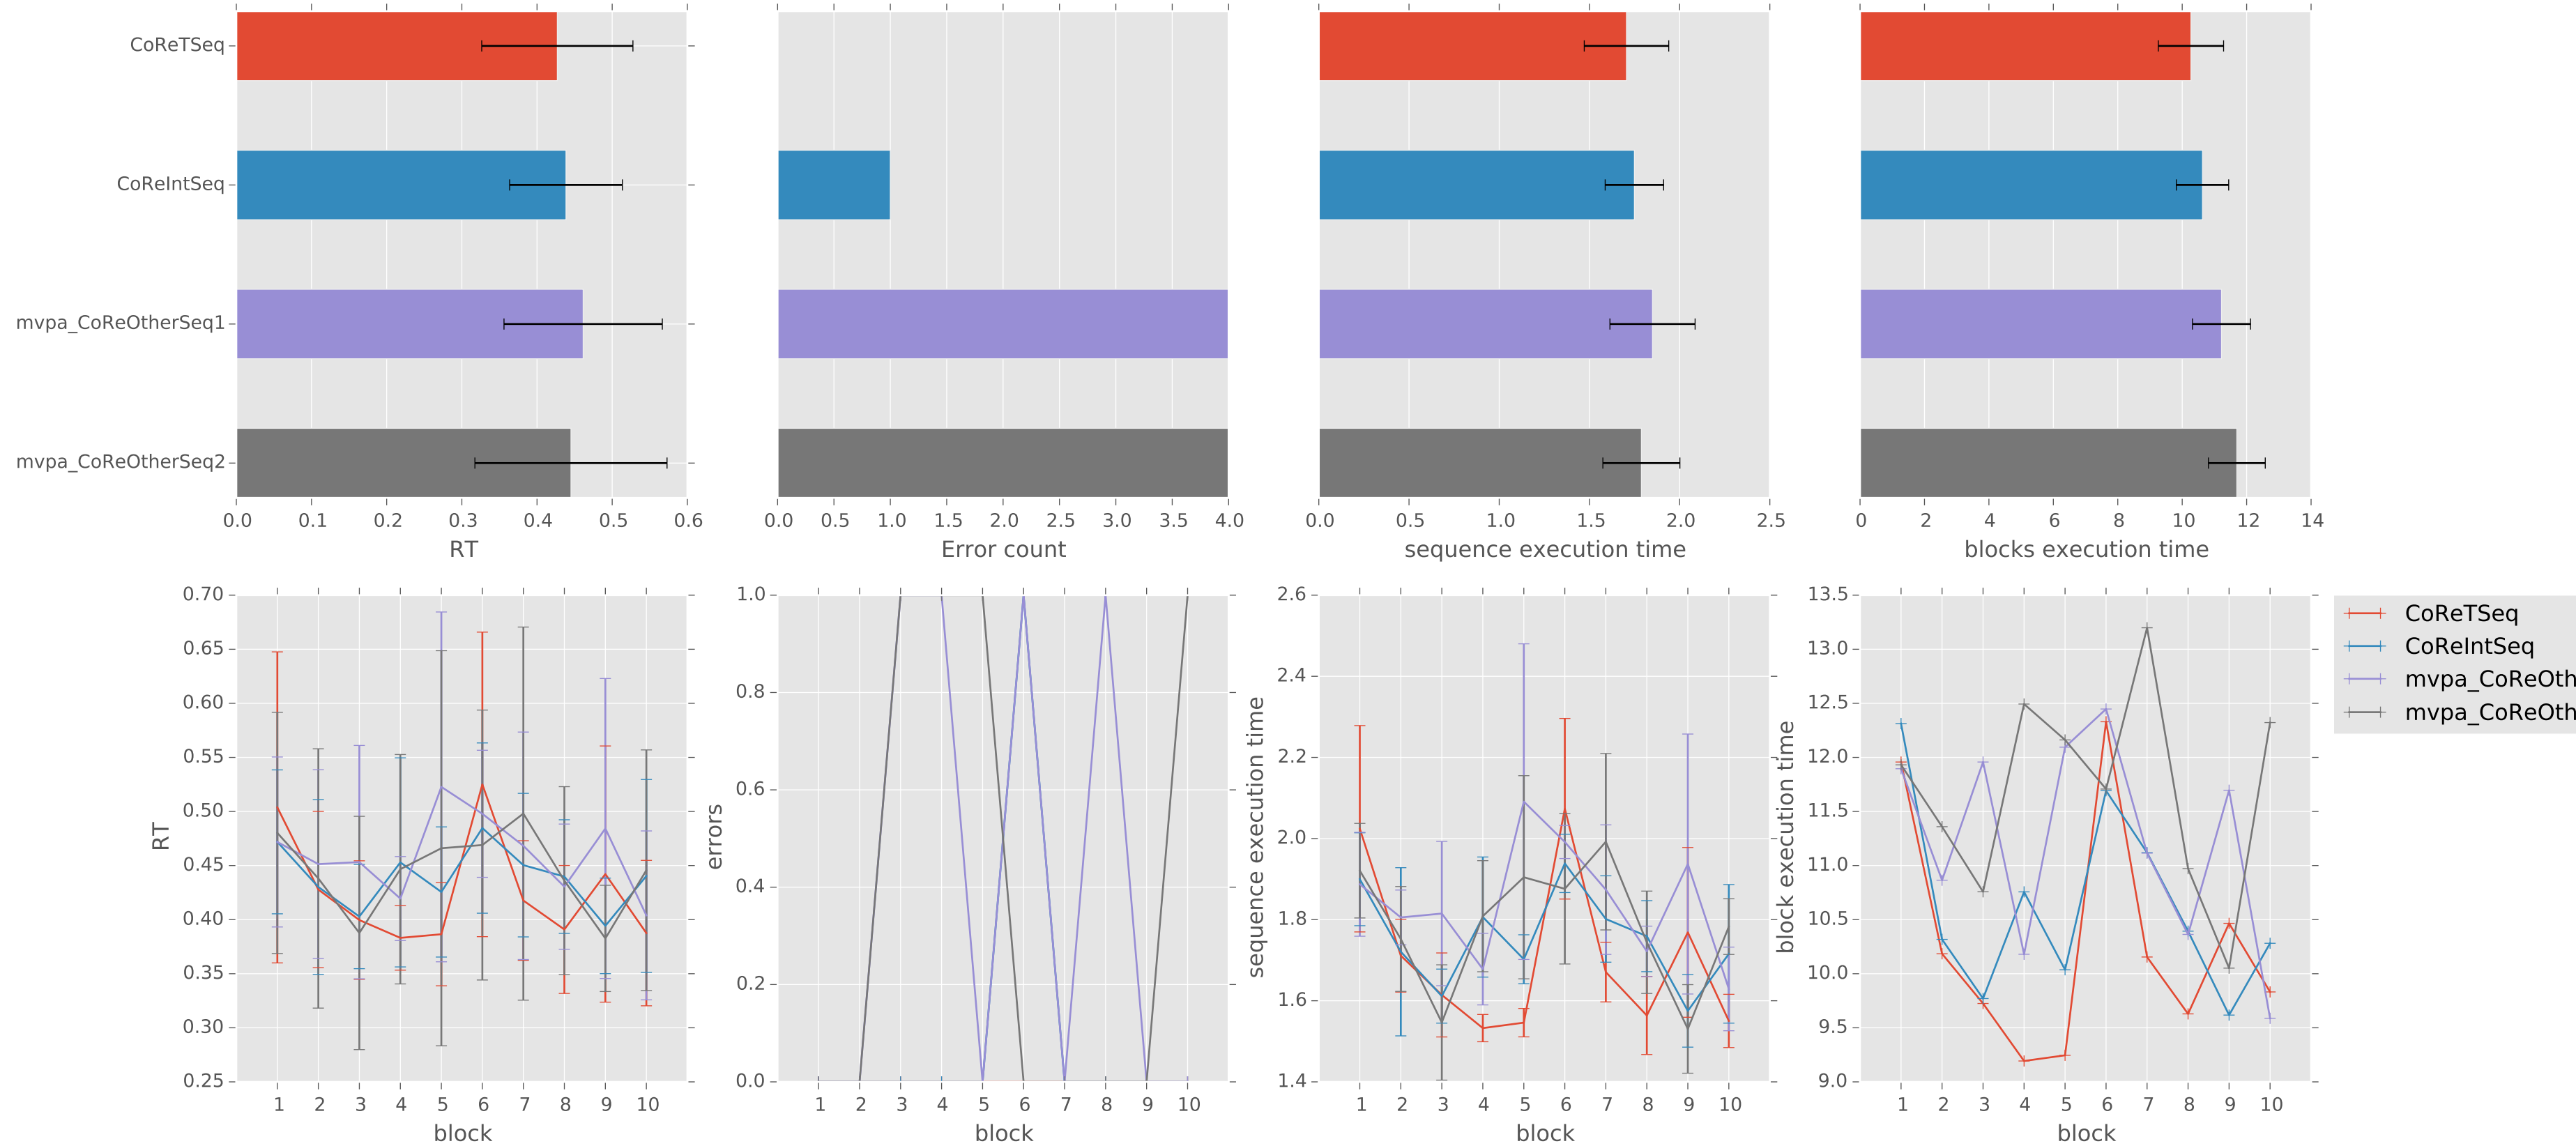 CoReTSeq
CoReIntSeq
mvpa_CoReOtherSeq1
mvpa_CoReOtherSeq2
0.0 0.1 0.2 0.3 0.4 0.5 0.6
RT
0.0 0.5 1.0 1.5 2.0 2.5 3.0 3.5 4.0
Error count
0.0 0.5 1.0 1.5 2.0 2.5
sequence execution time
0 2 4 6 8 10 12 14
blocks execution time
0.70
0.65
0.60
0.55
0.50
0.45
0.40
0.35
0.30
0.25
RT
1 2 3 4 5 6 7 8 9 10
block
1.0
0.8
0.6
0.4
0.2
0.0
errors
1 2 3 4 5 6 7 8 9 10
block
2.6
2.4
2.2
2.0
1.8
1.6
1.4
sequence execution time
1 2 3 4 5 6 7 8 9 10
block
13.5
13.0
12.5
12.0
11.5
11.0
10.5
10.0
9.5
9.0
block execution time
1 2 3 4 5 6 7 8 9 10
block
CoReTSeq
CoReIntSeq
mvpa_CoReOth
mvpa_CoReOth